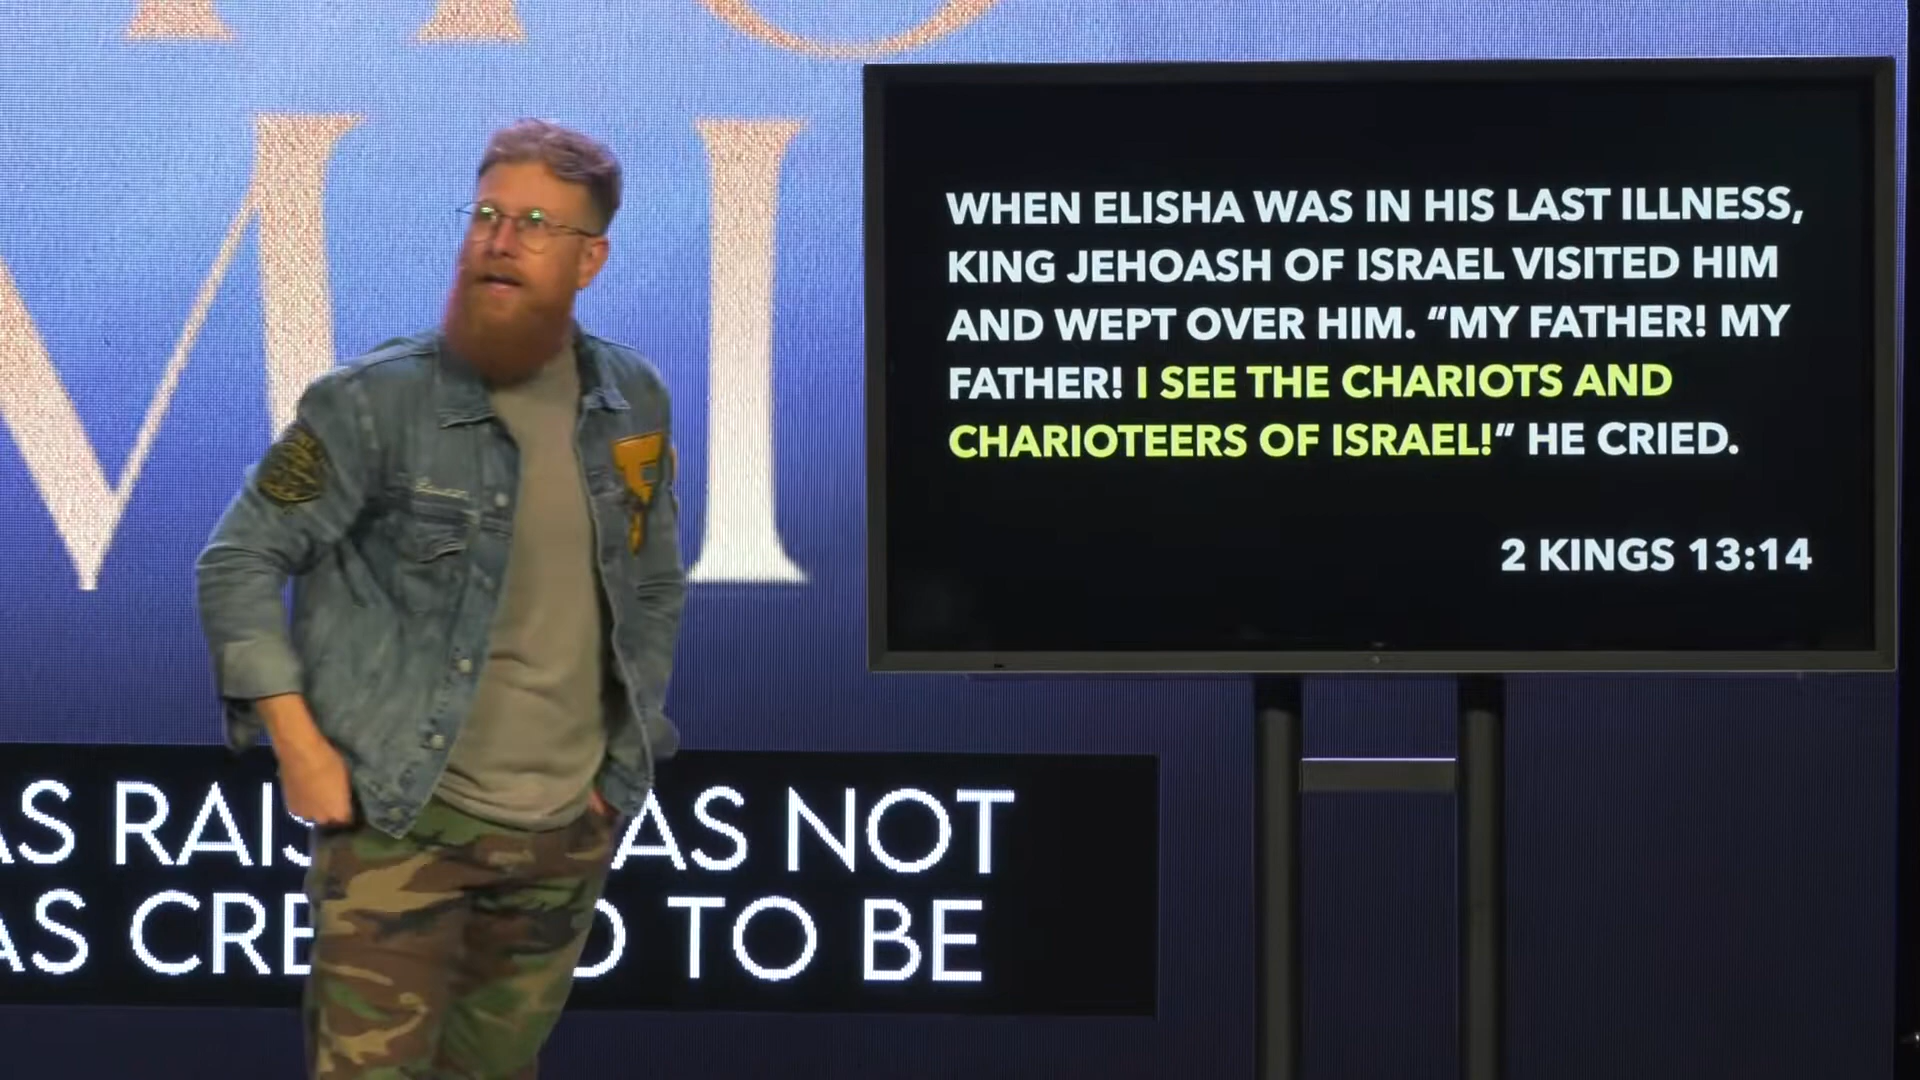 M I
WHEN ELISHA WAS IN HIS LAST ILLNESS,
KING JEHOASH OF ISRAEL VISITED HIM
AND WEPT OVER HIM. “MY FATHER! MY
FATHER! I SEE THE CHARIOTS AND
CHARIOTEERS OF ISRAEL!” HE CRIED.
2 KINGS 13:14
AS NOT
TO BE